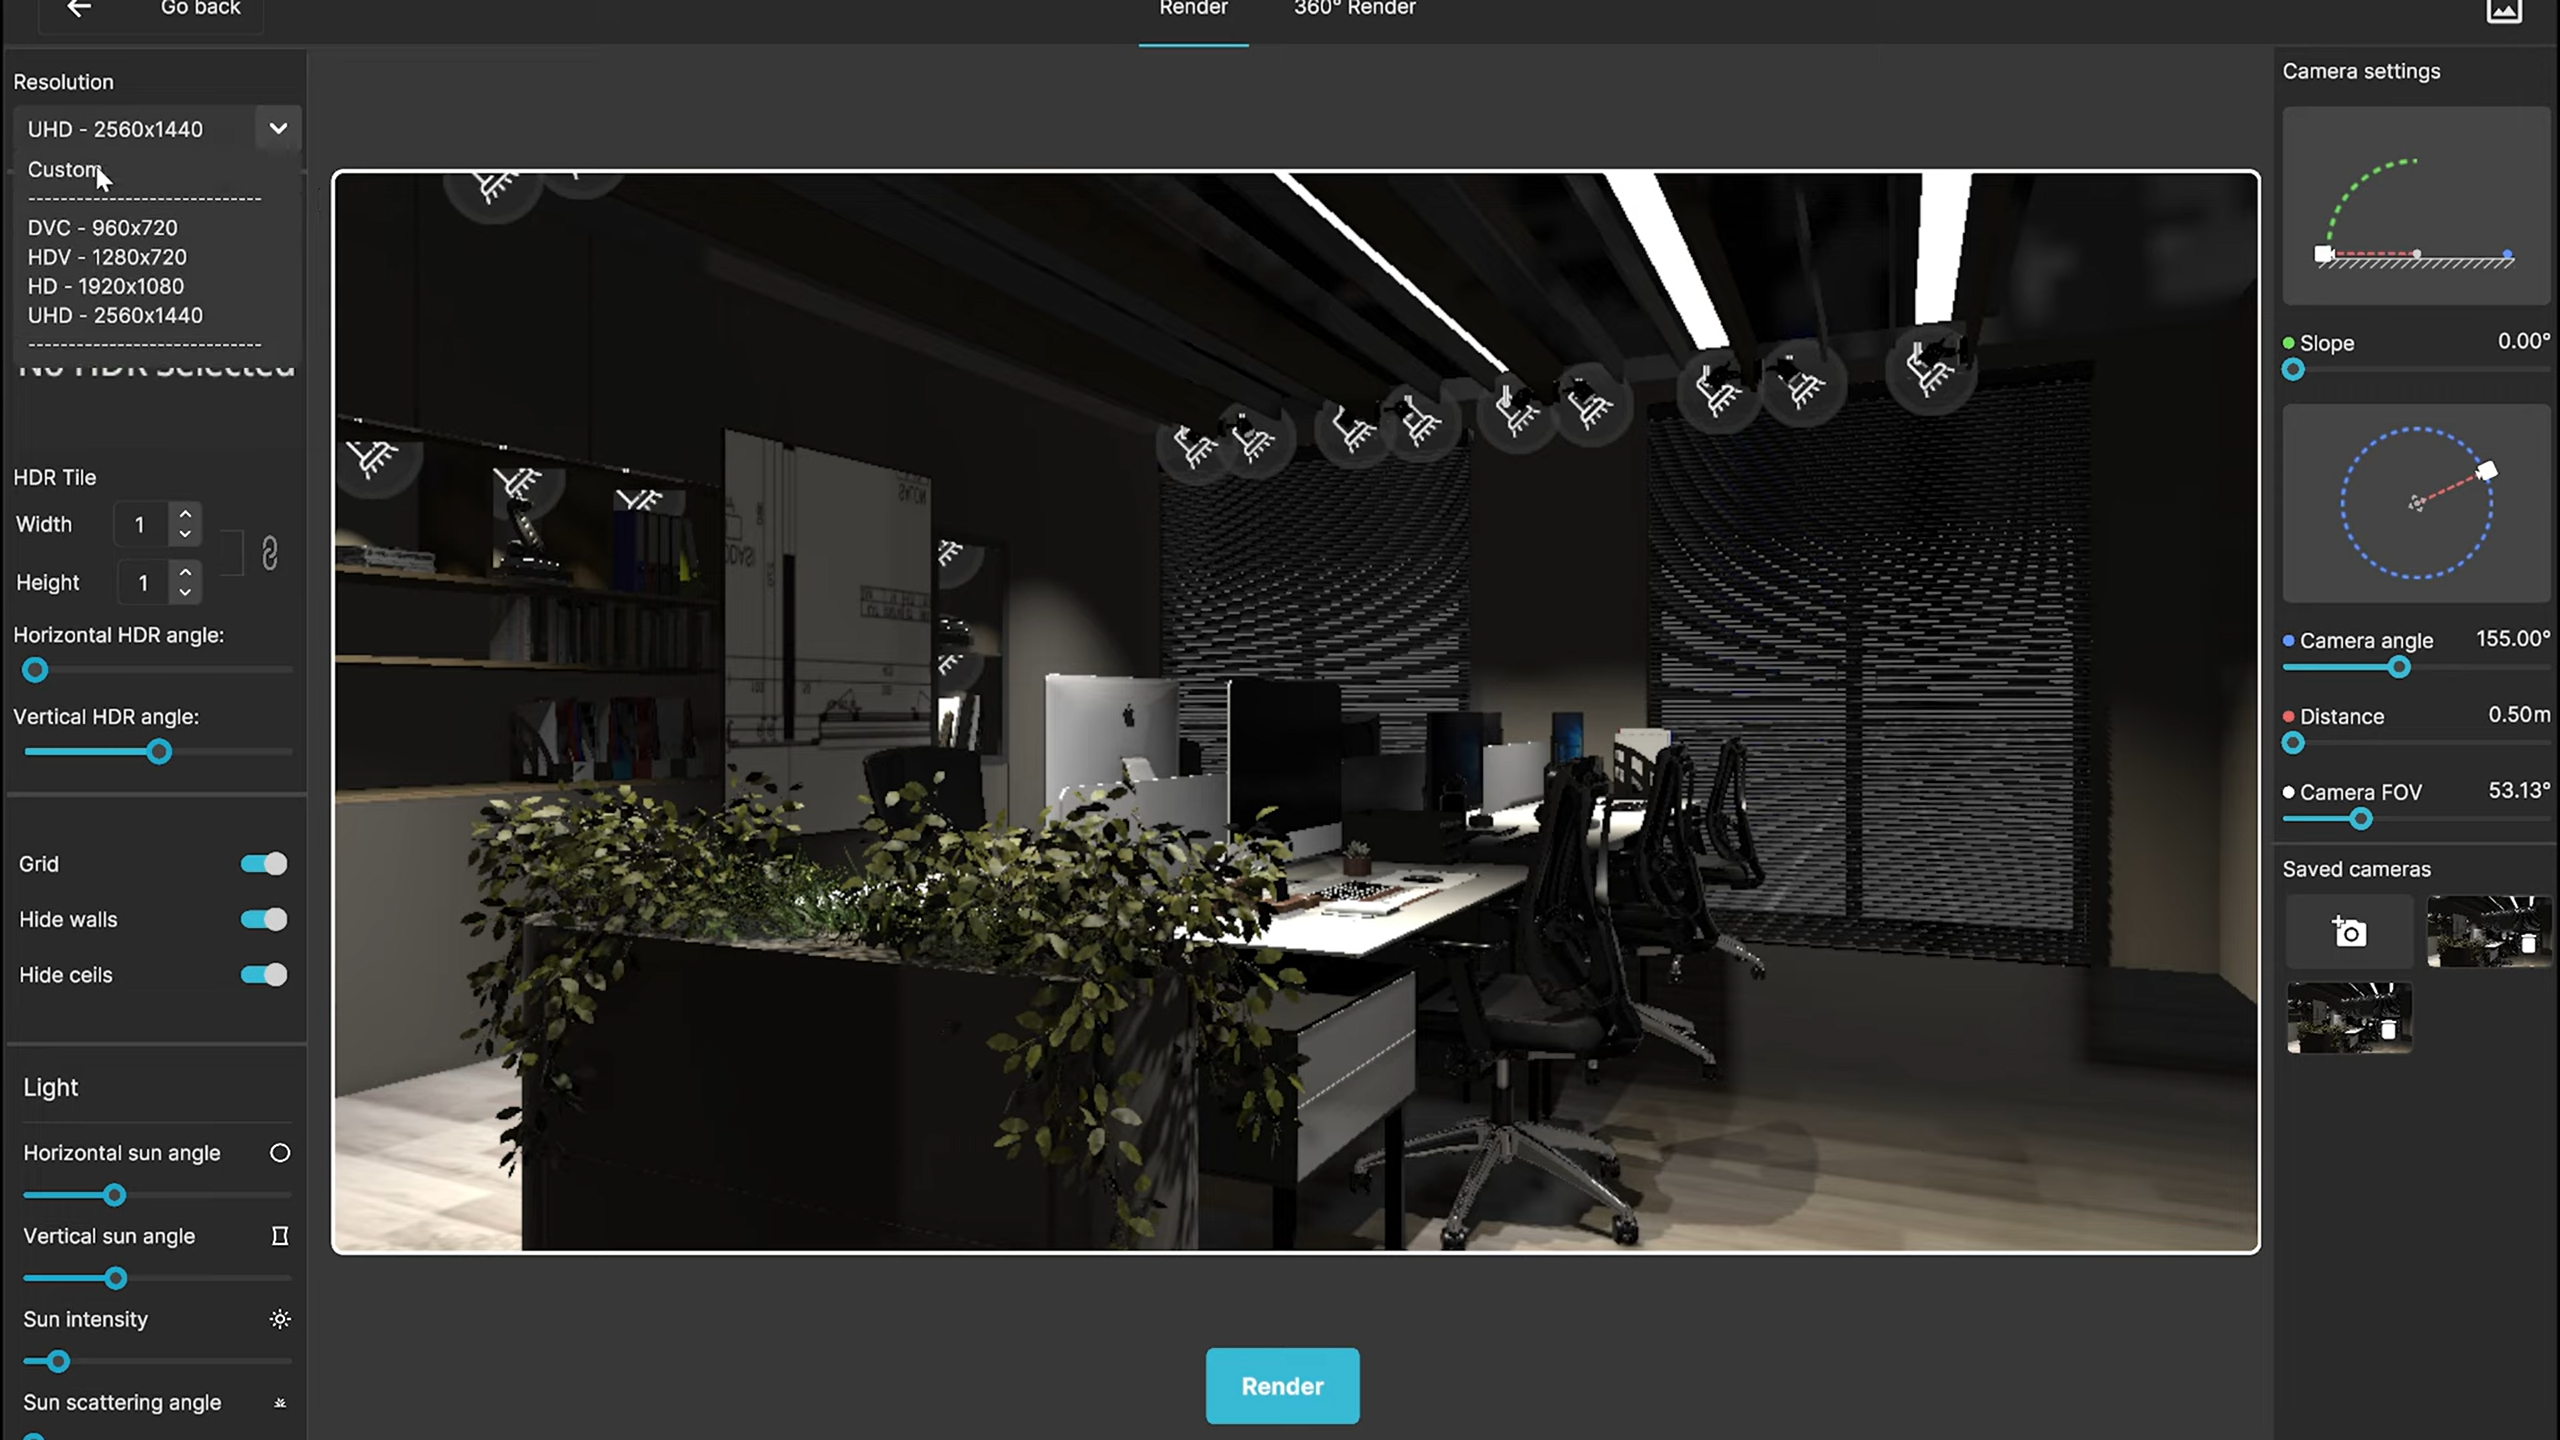 Go back
Render
360° Render
Resolution
UHD - 2560x1440
Custom
DVC - 960x720
HDV - 1280x720
HD - 1920x1080
UHD - 2560x1440
No HDR Selected
HDR Tile
Width 1
Height 1
Horizontal HDR angle:
Vertical HDR angle:
Grid
Hide walls
Hide ceils
Light
Horizontal sun angle
Vertical sun angle
Sun intensity
Sun scattering angle
Render
Camera settings
Slope 0.00°
Camera angle 155.00°
Distance 0.50m
Camera FOV 53.13°
Saved cameras